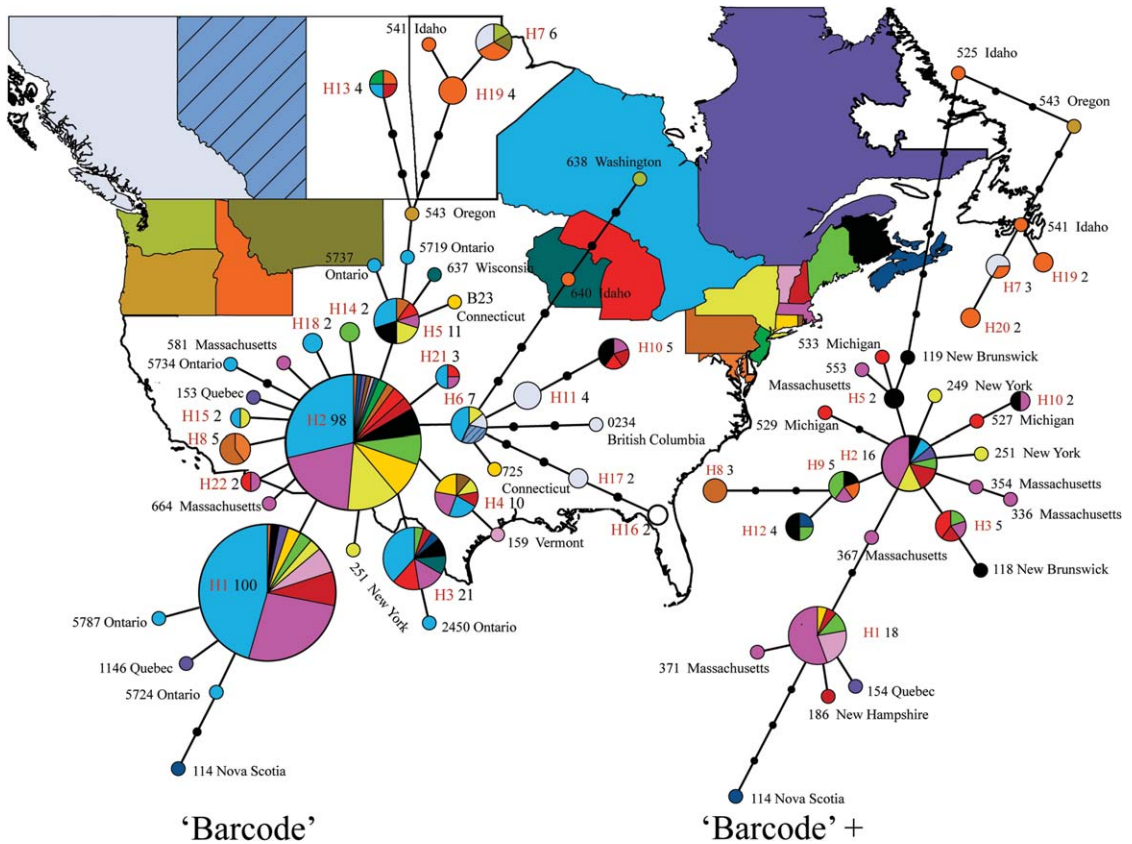 541 Idaho
H7 6
525 Idaho
H13 4
H19 4
543 Oregon
638 Washington
543 Oregon
541 Idaho
5719 Ontario
5737
Ontario
637 Wisconsin
H7 3
H19 2
640 Idaho
B23
Connecticut
H14 2
H5 11
H20 2
H18 2
533
Michigan
119 New Brunswick
581 Massachusetts
H21 3
H10 5
553
Massachusetts
249 New York
5734 Ontario
H5 2
H10 2
153 Quebec
H6 7
H11 4
529
Michigan
527
Michigan
H15 2
H2 98
0234
British Columbia
H2 16
251 New York
H8 5
H8 3
H9 5
725
Connecticut
H17 2
354 Massachusetts
H22 2
H4 10
336
Massachusetts
664 Massachusetts
H12 4
H3 5
H16 2
159 Vermont
367 Massachusetts
118 New Brunswick
251 New York
H1 100
H3 21
5787 Ontario
2450 Ontario
H1 18
1146 Quebec
371
Massachusetts
5724 Ontario
154 Quebec
186 New Hampshire
114 Nova Scotia
114 Nova Scotia
‘Barcode’
‘Barcode’ +